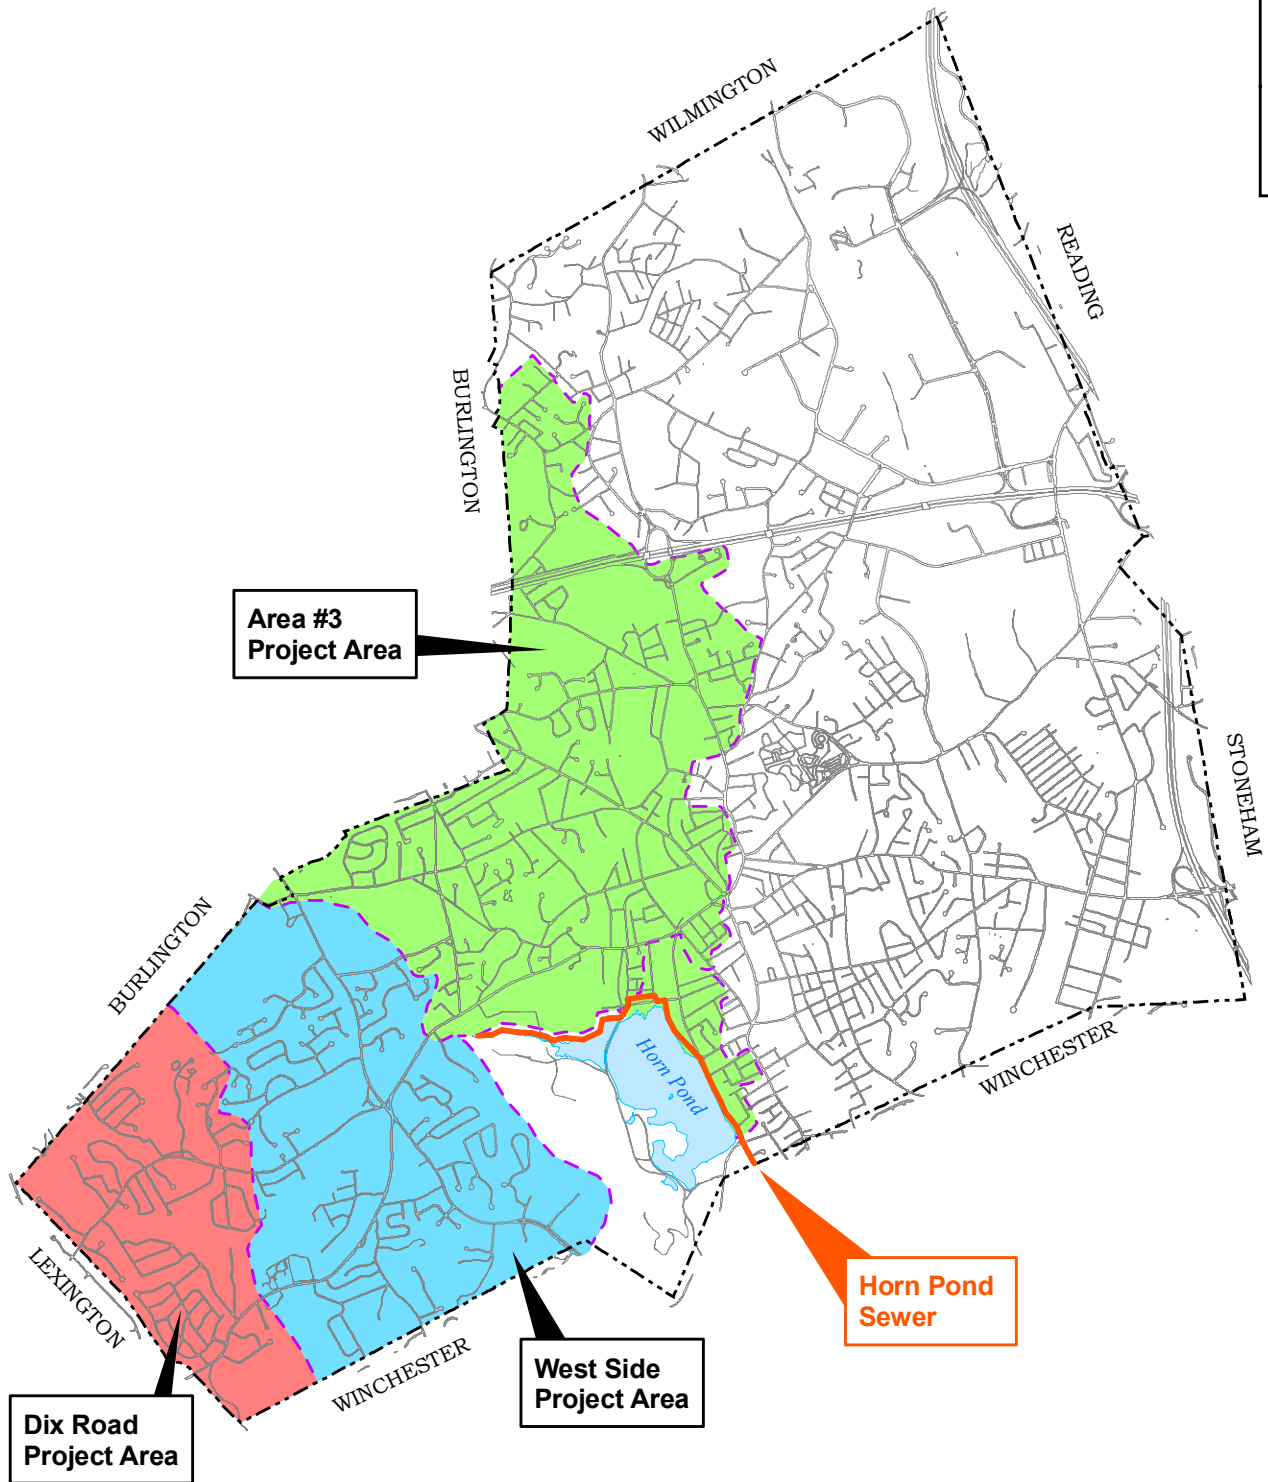 WILMINGTON
READING
BURLINGTON
Area #3
Project Area
STONEHAM
BURLINGTON
Horn Pond
WINCHESTER
LEXINGTON
Horn Pond
Sewer
WINCHESTER
West Side
Project Area
Dix Road
Project Area